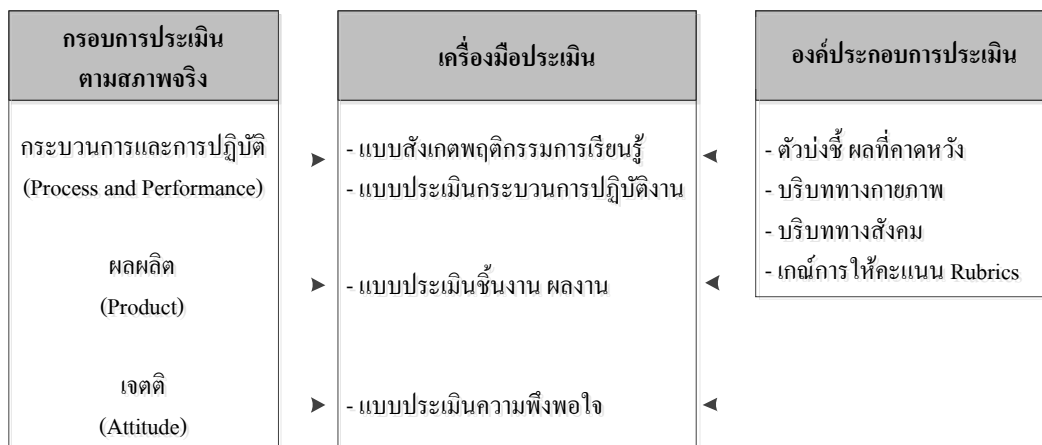 กรอบการประเมิน
ตามสภาพจริง
กระบวนการและการปฏิบัติ
(Process and Performance)
ผลผลิต
(Product)
เจตติ
(Attitude)
เครื่องมือประเมิน
- แบบสังเกตพฤติกรรมการเรียนรู้
- แบบประเมินกระบวนการปฏิบัติงาน
- แบบประเมินชิ้นงาน ผลงาน
- แบบประเมินความพึงพอใจ
องค์ประกอบการประเมิน
- ตัวบ่งชี้ ผลที่คาดหวัง
- บริบททางกายภาพ
- บริบททางสังคม
- เกณ์การให้คะแนน Rubrics